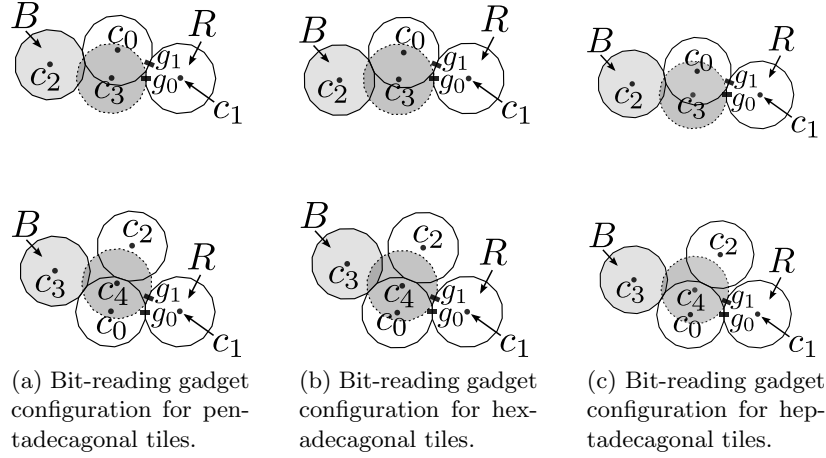 B c0 R
c2 c3 g1 g0 c1
B c0 R
c2 c3 g1 g0 c1
B c0 R
c2 c3 g1 g0 c1
B c2 R
c3 c4 g1 g0 c0 c1
B c2 R
c3 c4 g1 g0 c0 c1
B c2 R
c3 c4 g1 g0 c0 c1
(a) Bit-reading gadget
configuration for pen-
tadecagonal tiles.
(b) Bit-reading gadget
configuration for hex-
adecagonal tiles.
(c) Bit-reading gadget
configuration for hep-
tadecagonal tiles.